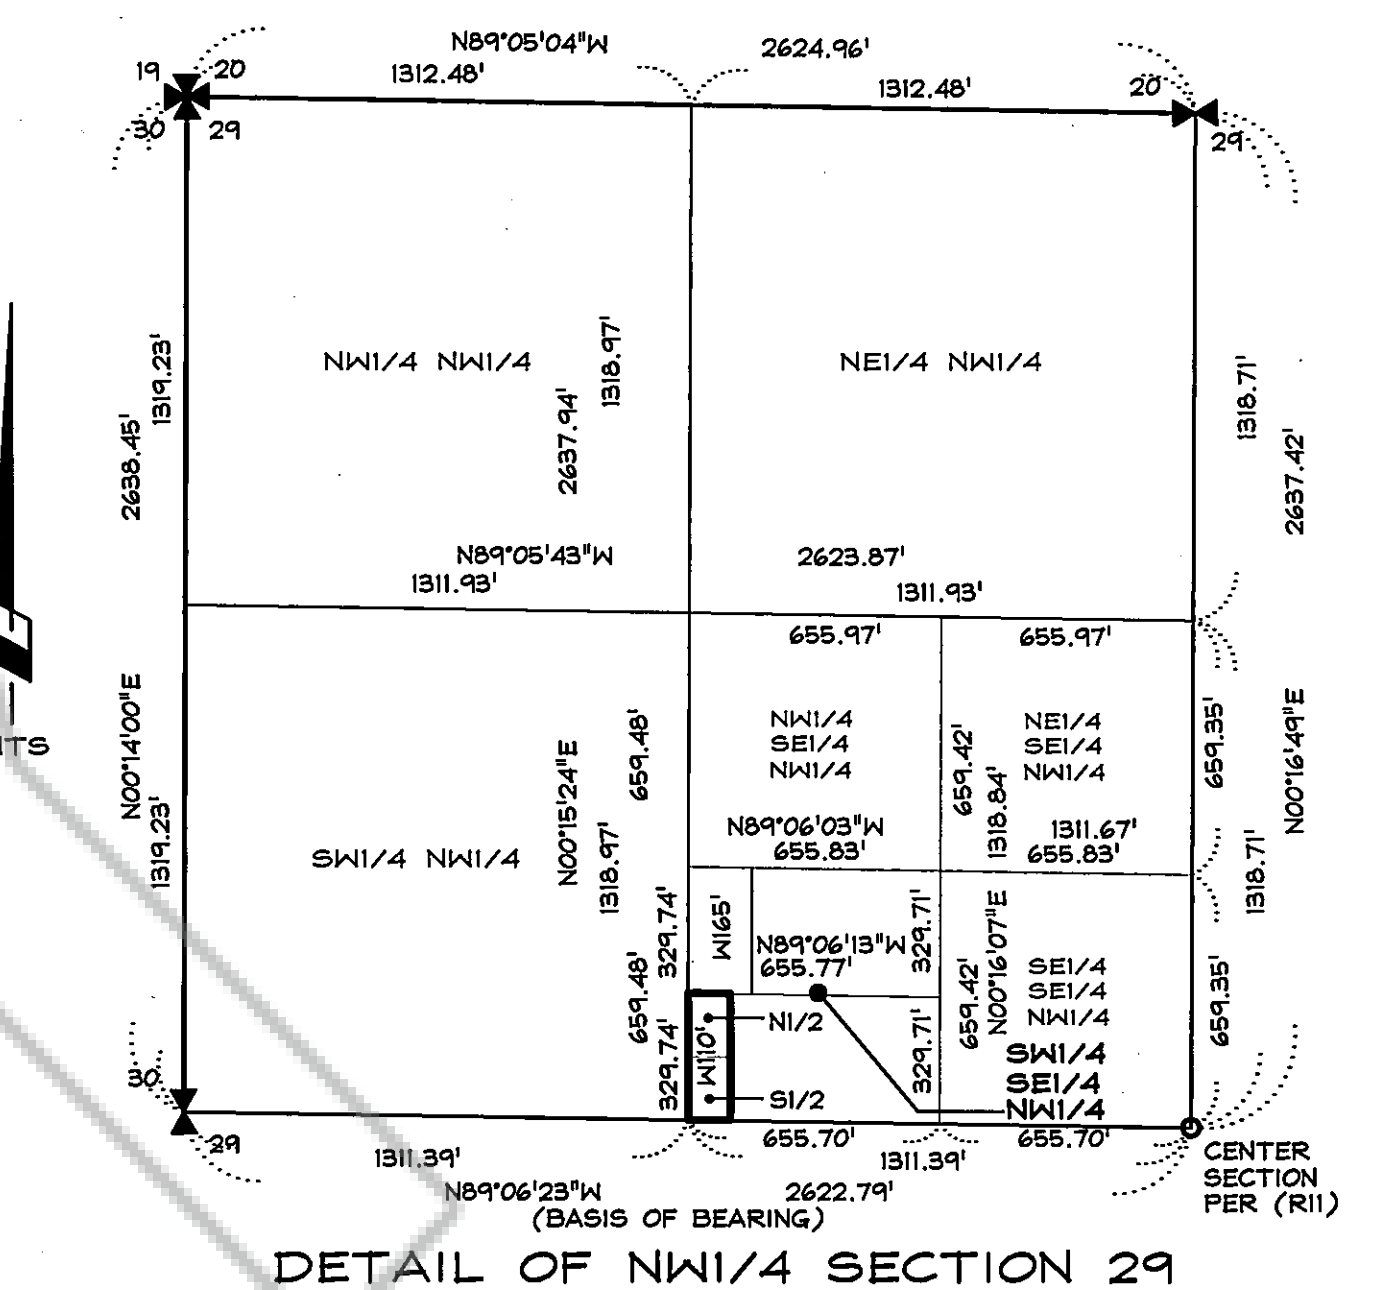 N89°05'04"W
2624.96'
1312.48'
1312.48'
19
20
30
29
20
29
NW1/4 NW1/4
NE1/4 NW1/4
1319.23'
2638.45'
1318.97'
2637.94'
1318.71'
2637.42'
N89°05'43"W
2623.87'
1311.93'
1311.93'
655.97'
655.97'
N00°14'00"E
1319.23'
SW1/4 NW1/4
N00°15'24"E
1318.97'
659.48'
NW1/4
SE1/4
NW1/4
659.42'
1318.84'
NE1/4
SE1/4
NW1/4
659.35'
N00°16'49"E
1318.71'
N89°06'03"W
655.83'
1311.67'
655.83'
329.74'
W165'
N89°06'13"W
655.77'
329.71'
N00°16'07"E
659.42'
SE1/4
SE1/4
NW1/4
659.35'
659.48'
329.74'
W110'
N1/2
S1/2
329.71'
SW1/4
SE1/4
NW1/4
30
29
655.70'
655.70'
1311.39'
1311.39'
N89°06'23"W
2622.79'
(BASIS OF BEARING)
CENTER
SECTION
PER (R11)
DETAIL OF NW1/4 SECTION 29